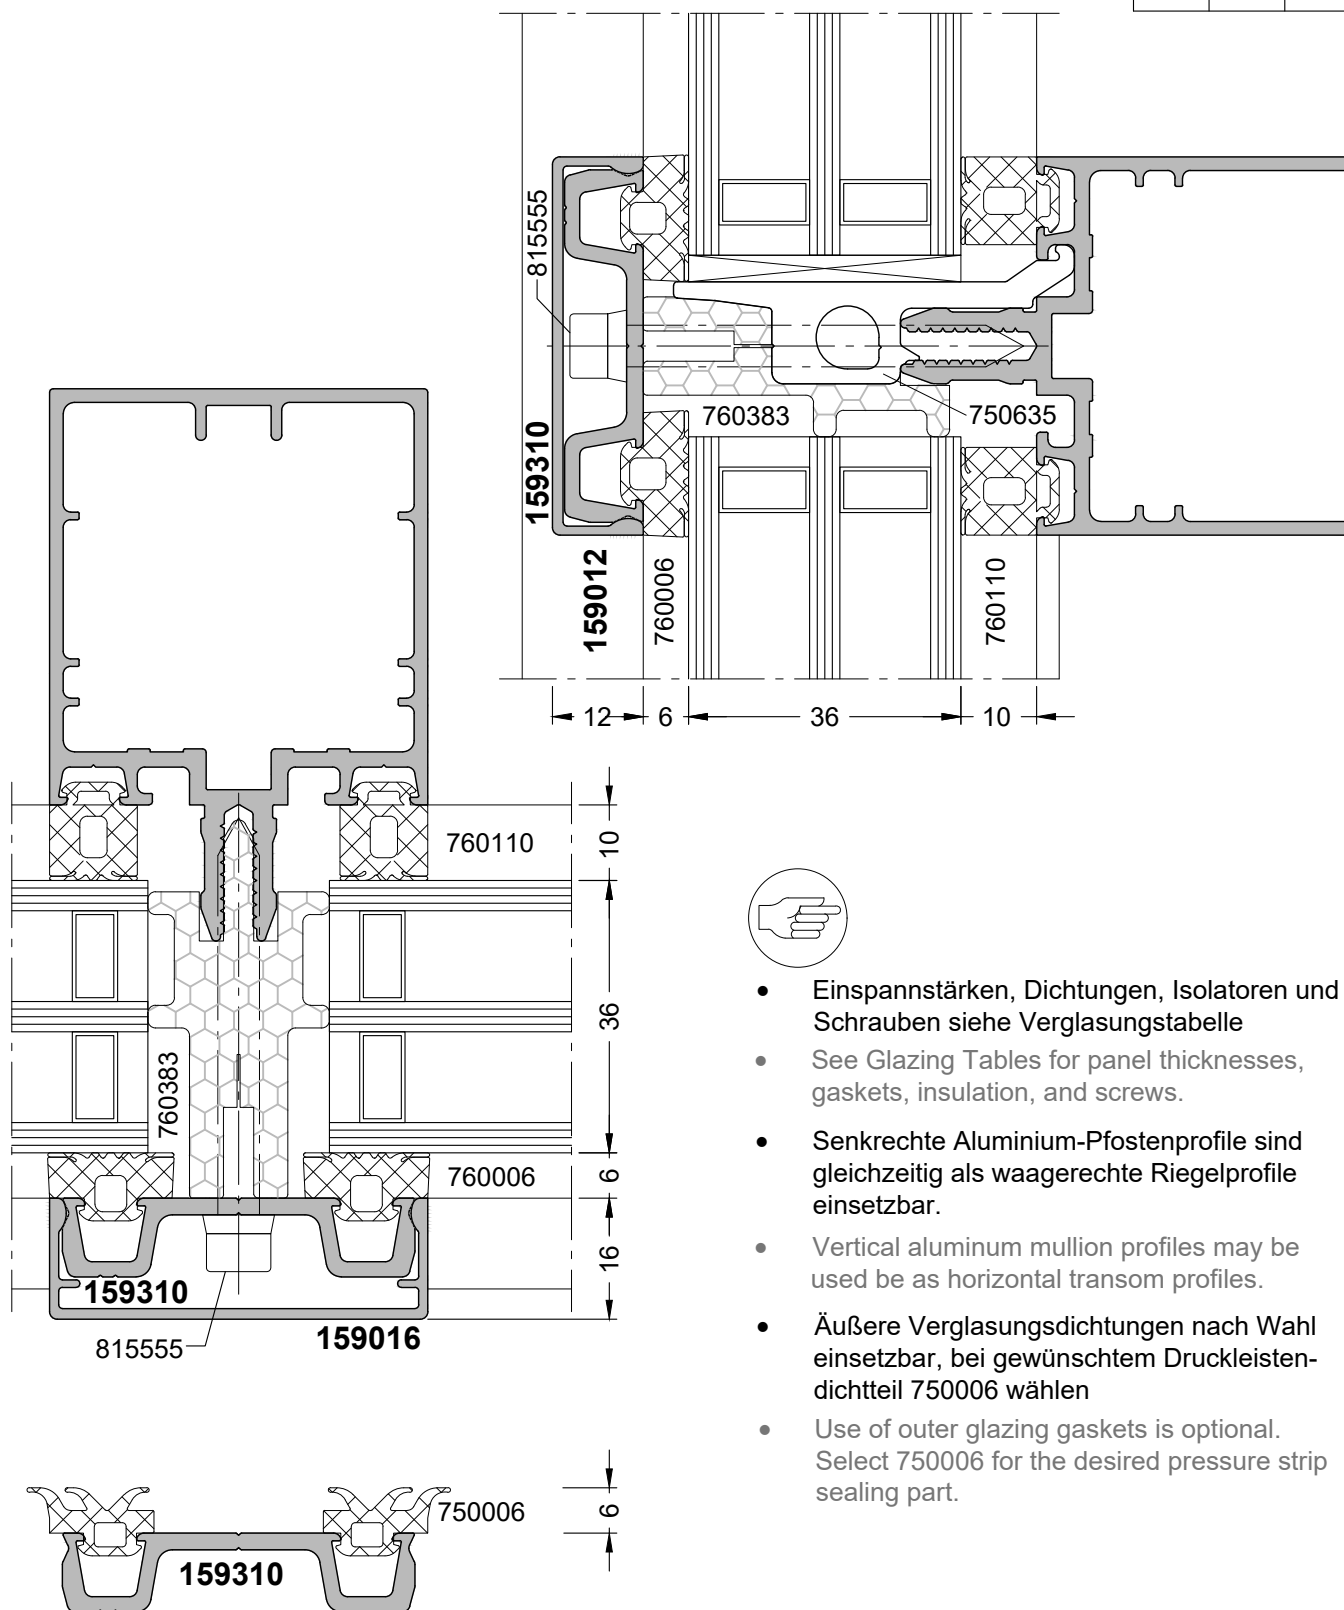 815555
159310
159012
760006
760383
750635
760110
12
6
36
10
760110
10
36
760383
760006
6
16
159310
815555
159016
• Einspannstärken, Dichtungen, Isolatoren und
Schrauben siehe Verglasungstabelle
• See Glazing Tables for panel thicknesses,
gaskets, insulation, and screws.
• Senkrechte Aluminium-Pfostenprofile sind
gleichzeitig als waagerechte Riegelprofile
einsetzbar.
• Vertical aluminum mullion profiles may be
used be as horizontal transom profiles.
• Äußere Verglasungsdichtungen nach Wahl
einsetzbar, bei gewünschtem Druckleisten-
dichtteil 750006 wählen
• Use of outer glazing gaskets is optional.
Select 750006 for the desired pressure strip
sealing part.
750006
6
159310